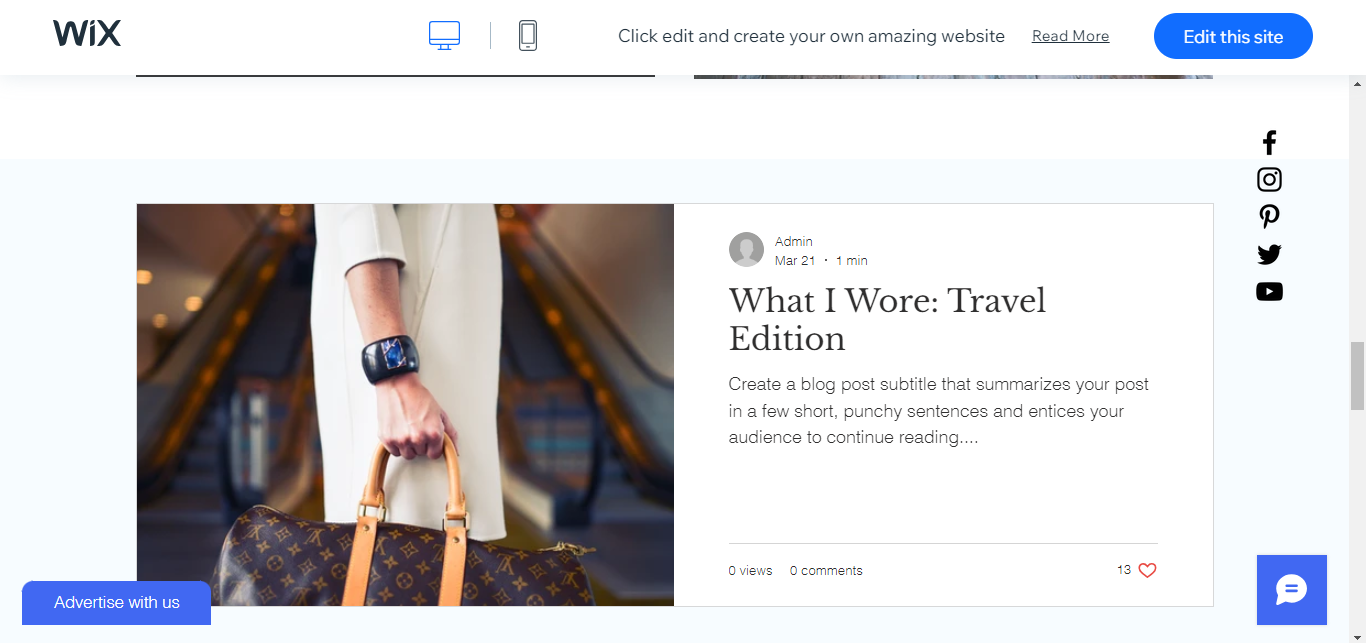 WiX
Click edit and create your own amazing website
Read More
Edit this site
Admin
Mar 21 · 1 min
What I Wore: Travel
Edition
Create a blog post subtitle that summarizes your post
in a few short, punchy sentences and entices your
audience to continue reading....
0 views 0 comments
13
Advertise with us